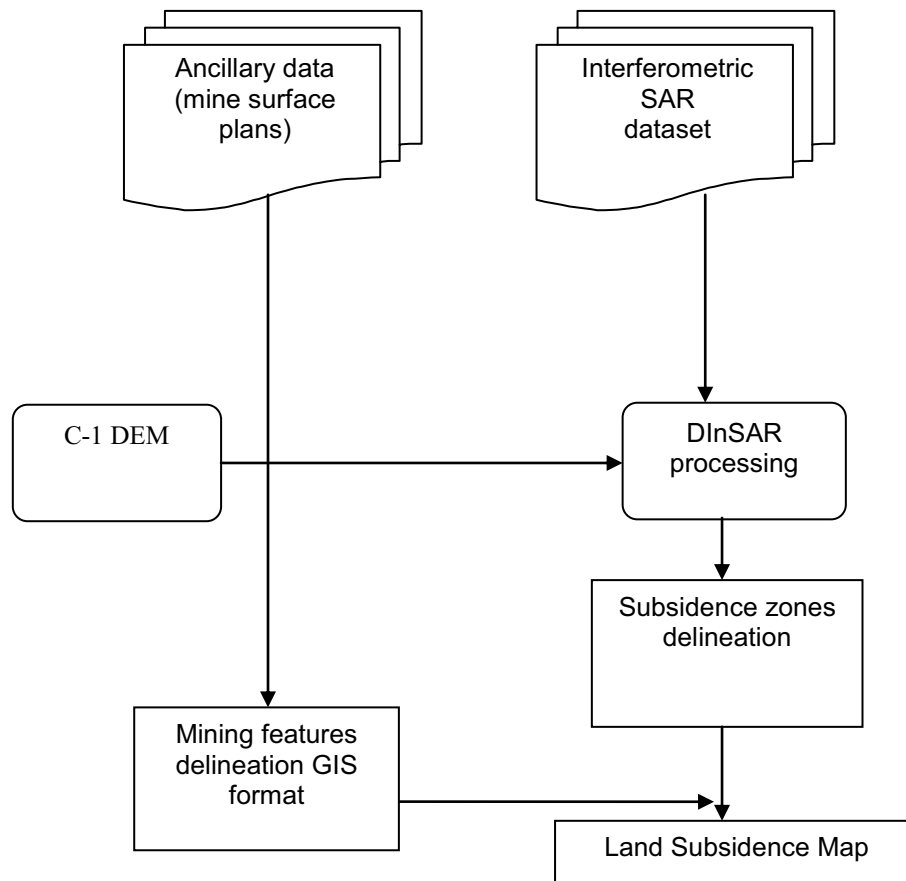 Ancillary data
(mine surface
plans)
Interferometric
SAR
dataset
C-1 DEM
DInSAR
processing
Subsidence zones
delineation
Mining features
delineation GIS
format
Land Subsidence Map